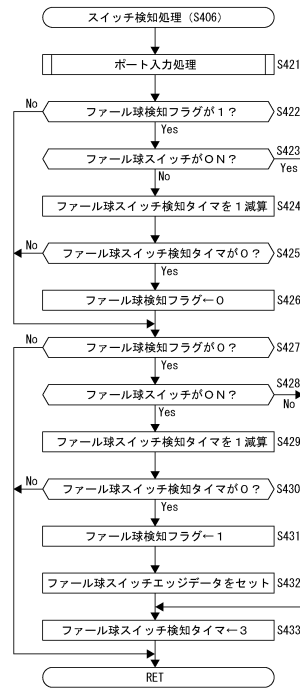 スイッチ検知処理（S406）
ポート入力処理 S421
No ファール球検知フラグが１？ S422
Yes
ファール球スイッチがＯＮ？ S423
Yes
No
ファール球スイッチ検知タイマを１減算 S424
No ファール球スイッチ検知タイマが０？ S425
Yes
ファール球検知フラグ←０ S426
No ファール球検知フラグが０？ S427
Yes
ファール球スイッチがＯＮ？ S428
No
Yes
ファール球スイッチ検知タイマを１減算 S429
No ファール球スイッチ検知タイマが０？ S430
Yes
ファール球検知フラグ←１ S431
ファール球スイッチエッジデータをセット S432
ファール球スイッチ検知タイマ←３ S433
RET